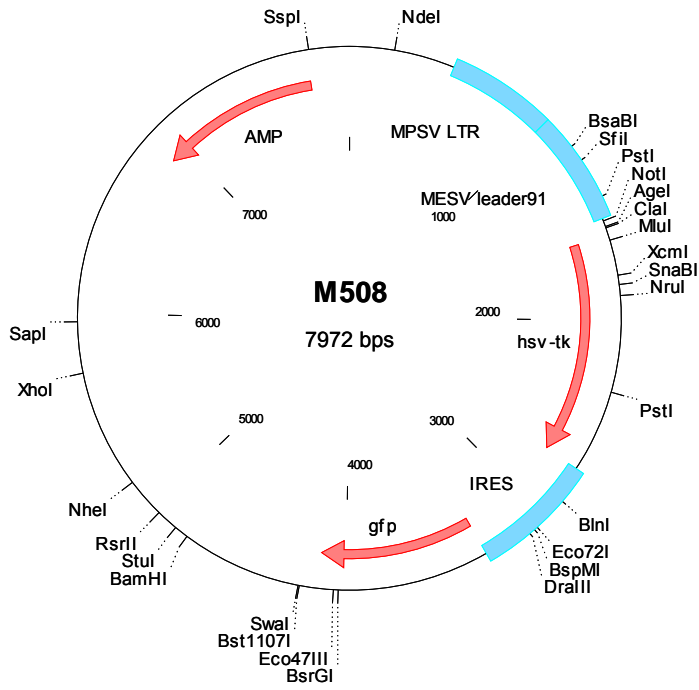 SspI
NdeI
AMP
MPSV LTR
BsaBI
SfiI
PstI
NotI
AgeI
ClaI
MluI
MESV leader91
1000
7000
XcmI
SnaBI
NruI
M508
7972 bps
2000
hsv-tk
6000
SapI
XhoI
PstI
3000
5000
4000
IRES
gfp
NheI
RsrII
StuI
BamHI
BlnI
Eco72I
BspMI
DraIII
SwaI
Bst1107I
Eco47III
BsrGI